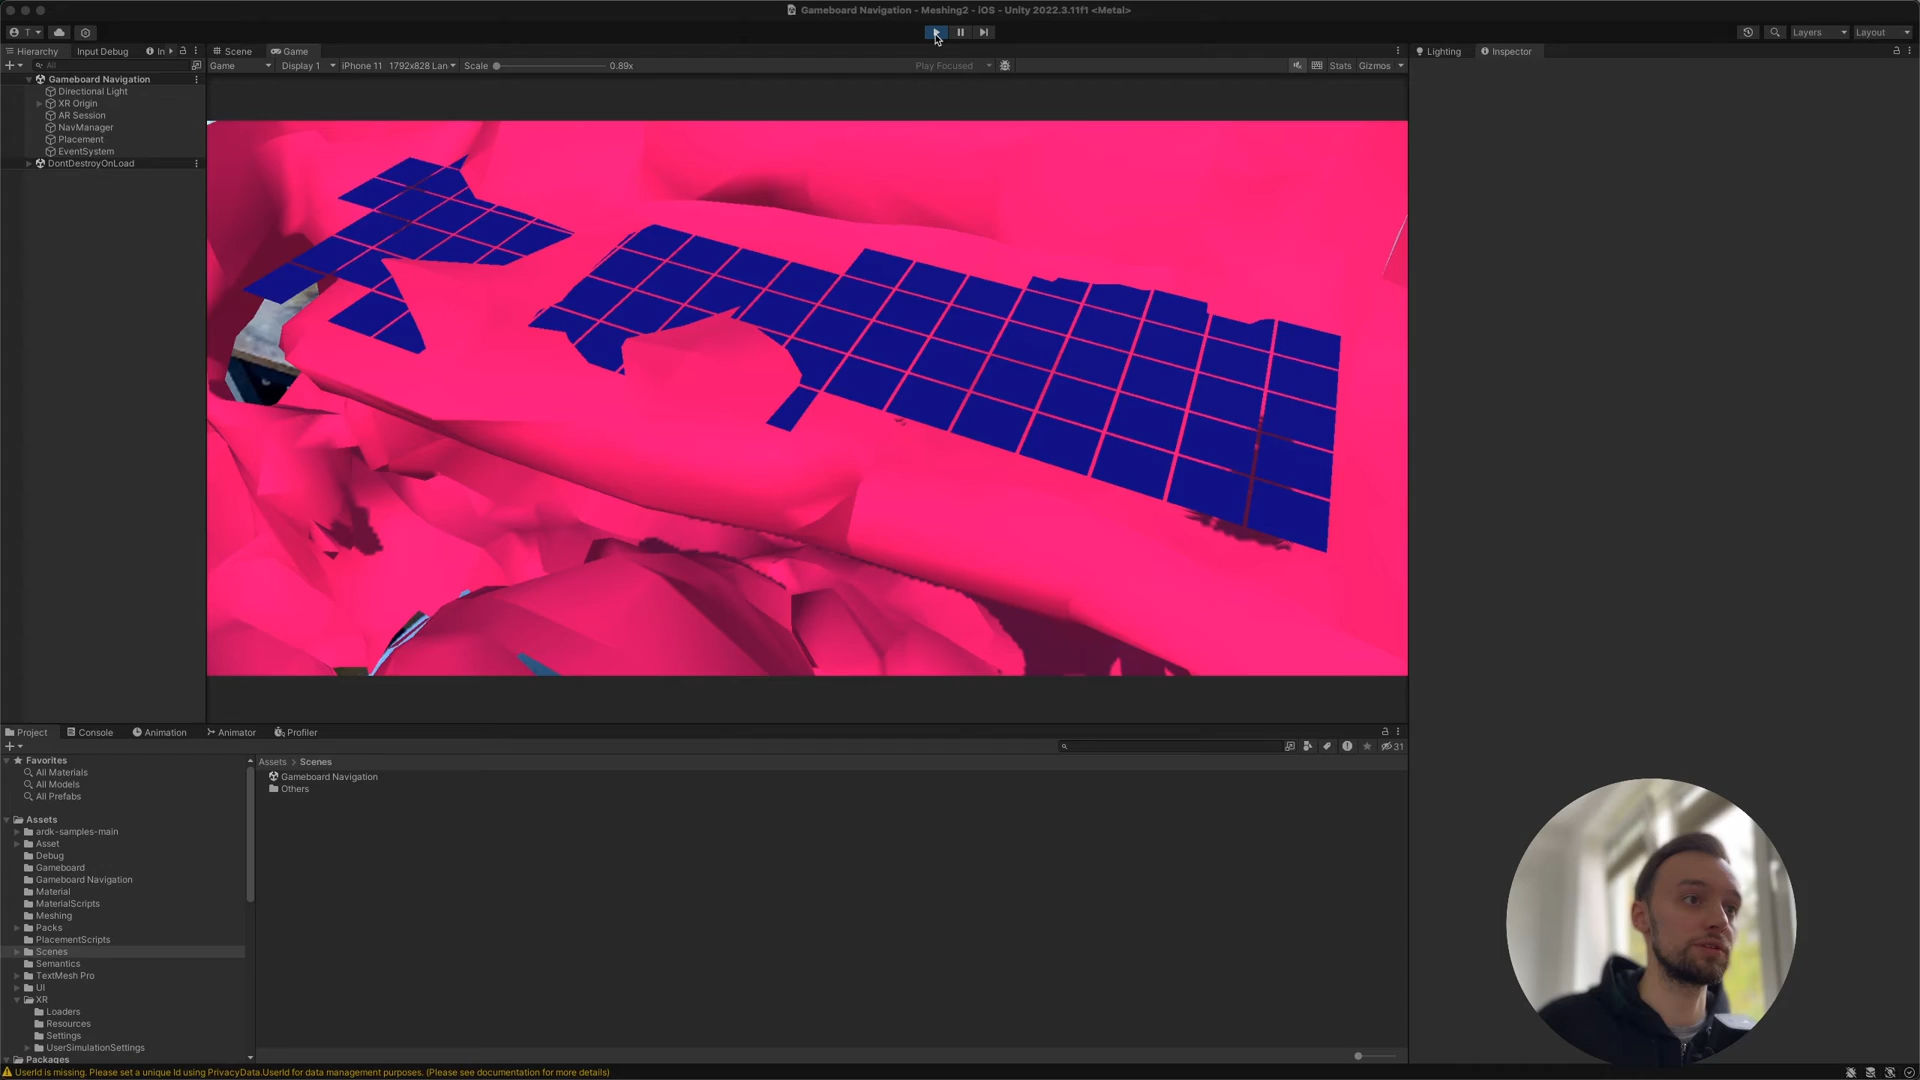 Gameboard Navigation - Meshing2 - iOS - Unity 2022.3.11f1 <Metal>
T
Layers
Layout
Hierarchy
Input Debug
In
Scene
Game
Lighting
Inspector
All
Game
Display 1
iPhone 11 1792x828 Lan
Scale
0.89x
Play Focused
Stats
Gizmos
Gameboard Navigation
Directional Light
XR Origin
AR Session
NavManager
Placement
EventSystem
DontDestroyOnLoad
Project
Console
Animation
Animator
Profiler
31
Favorites
All Materials
All Models
All Prefabs
Assets
ardk-samples-main
Asset
Debug
Gameboard
Gameboard Navigation
Material
MaterialScripts
Meshing
Packs
PlacementScripts
Scenes
Semantics
TextMesh Pro
UI
XR
Loaders
Resources
Settings
UserSimulationSettings
Packages
Assets > Scenes
Gameboard Navigation
Others
UserId is missing. Please set a unique Id using PrivacyData.UserId for data management purposes. (Please see documentation for more details)